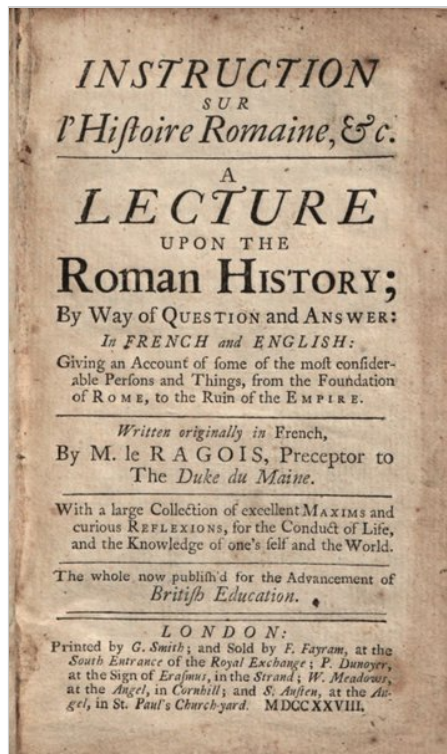 INSTRUCTION
SUR
l'Hiſtoire Romaine, &c.
A
LECTURE
UPON THE
Roman HISTORY;
By Way of QUESTION and ANSWER:
In FRENCH and ENGLISH:
Giving an Account of ſome of the moſt conſider-
able Perſons and Things, from the Foundation
of ROME, to the Ruin of the EMPIRE.
Written originally in French,
By M. le RAGOIS, Preceptor to
The Duke du Maine.
With a large Collection of excellent MAXIMS and
curious REFLEXIONS, for the Conduct of Life,
and the Knowledge of one's ſelf and the World.
The whole now publiſh'd for the Advancement of
Britiſh Education.
LONDON:
Printed by G. Smith; and Sold by F. Fayram, at the
South Entrance of the Royal Exchange; P. Dunoyer,
at the Sign of Eraſmus, in the Strand; W. Meadows,
at the Angel, in Cornhill; and S. Auſten, at the An-
gel, in St. Paul's Church-yard. MDCCXXVIII.